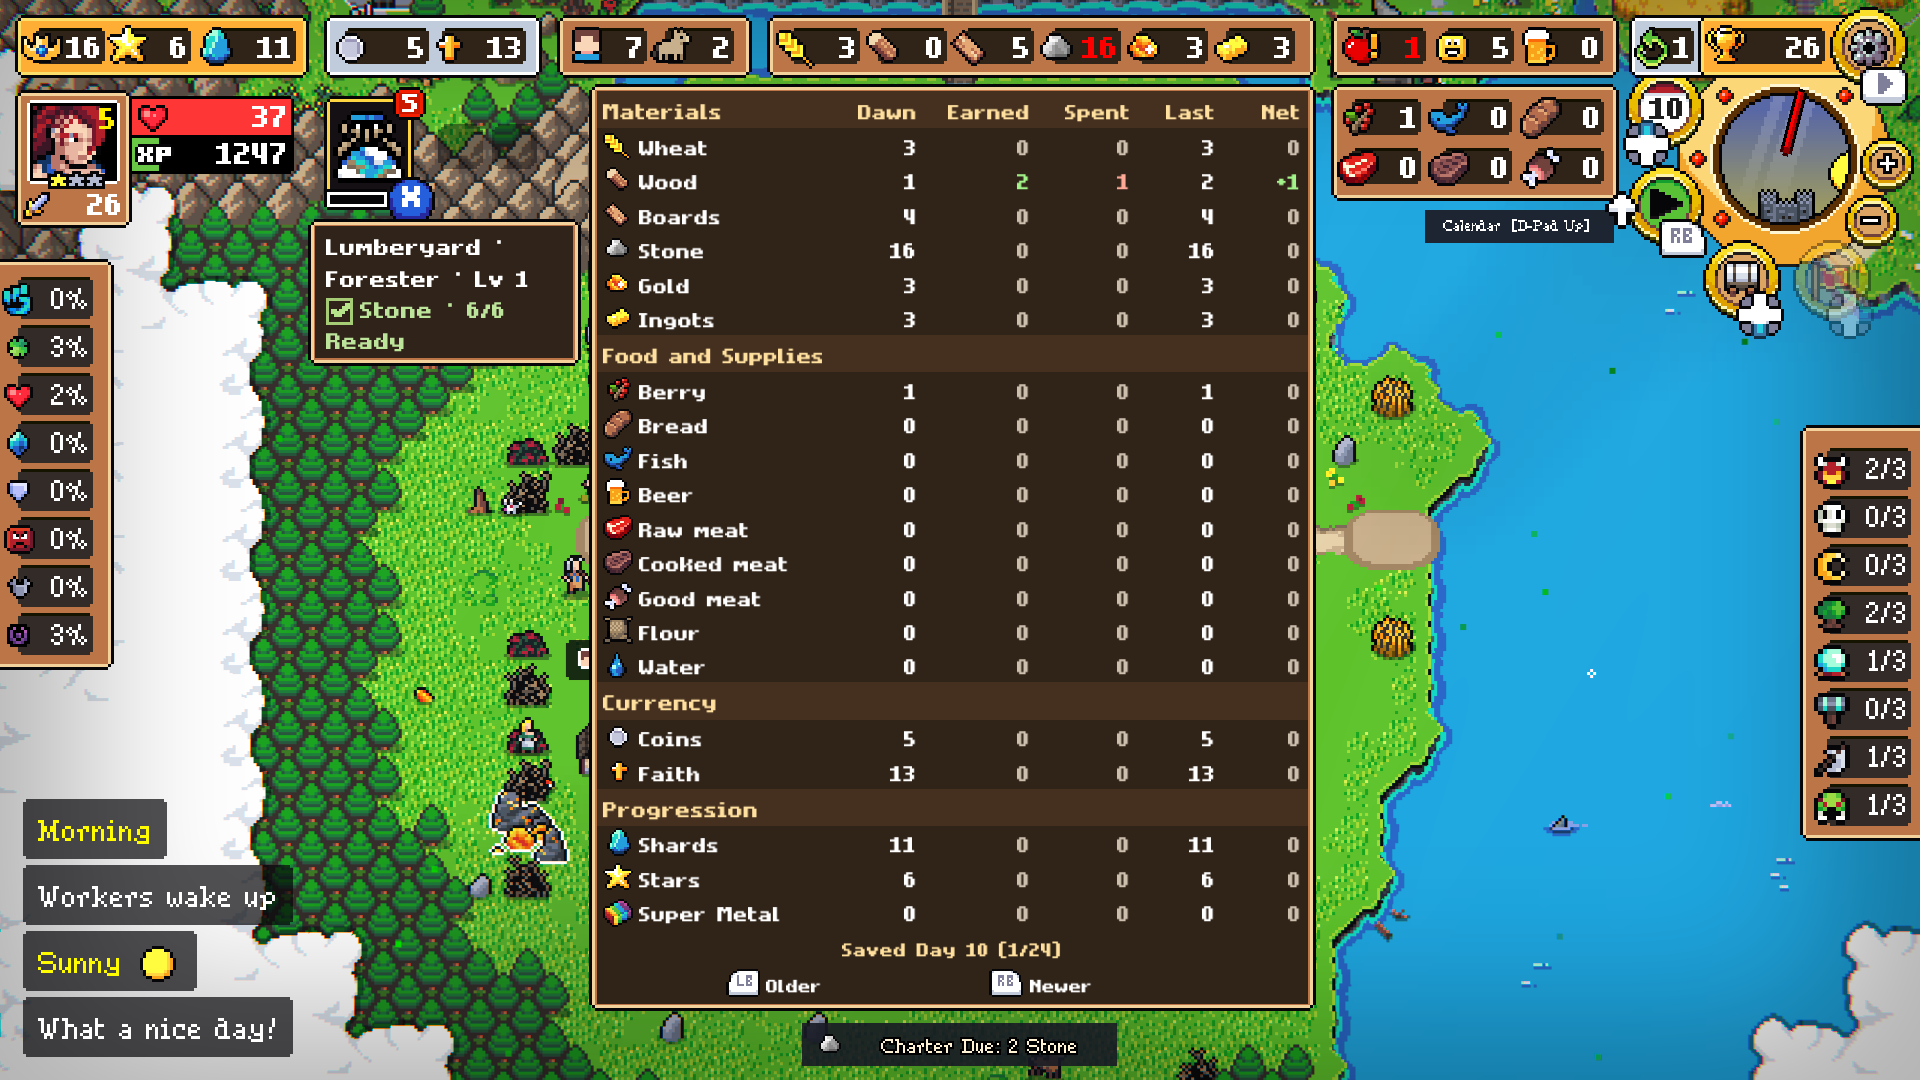 16 6 11 5 13 7 2 3 0 5 16 3 3 1 5 0 1 26
5 37
XP 1247
26
5
Lumberyard ·
Forester · Lv 1
Stone · 6/6
Ready
0%
3%
2%
0%
0%
0%
0%
3%
Morning
Workers wake up
Sunny
What a nice day!
Materials Dawn Earned Spent Last Net
Wheat 3 0 0 3 0
Wood 1 2 1 2 +1
Boards 4 0 0 4 0
Stone 16 0 0 16 0
Gold 3 0 0 3 0
Ingots 3 0 0 3 0
Food and Supplies
Berry 1 0 0 1 0
Bread 0 0 0 0 0
Fish 0 0 0 0 0
Beer 0 0 0 0 0
Raw meat 0 0 0 0 0
Cooked meat 0 0 0 0 0
Good meat 0 0 0 0 0
Flour 0 0 0 0 0
Water 0 0 0 0 0
Currency
Coins 5 0 0 5 0
Faith 13 0 0 13 0
Progression
Shards 11 0 0 11 0
Stars 6 0 0 6 0
Super Metal 0 0 0 0 0
Saved Day 10 [1/24]
LB Older RB Newer
Charter Due: 2 Stone
1 0 0
0 0 0
10
Calendar [D-Pad Up]
RB
2/3
0/3
0/3
2/3
1/3
0/3
1/3
1/3